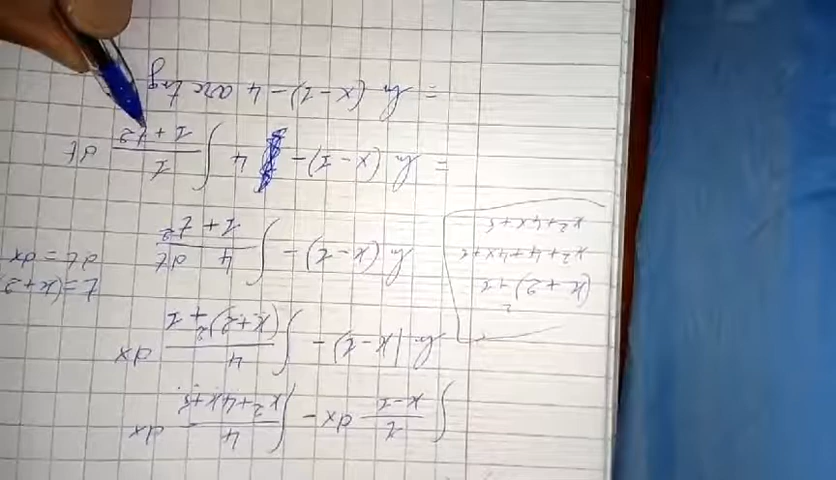 ∫ 1/(x-1) dx - ∫ 4/(x²+4x+5) dx
ln |x-1) - ∫ 4/((x+2)²+1) dx
ln (x-1) - ∫ 4 dt/(1+t²)
= ln (x-1) - 4 ∫ 1/(1+t²) dt
= ln (x-1) - 4 arc tng
t = (x+2
dt = dx
(x+2)²+1
x²+4+4x+1
x²+4x+5